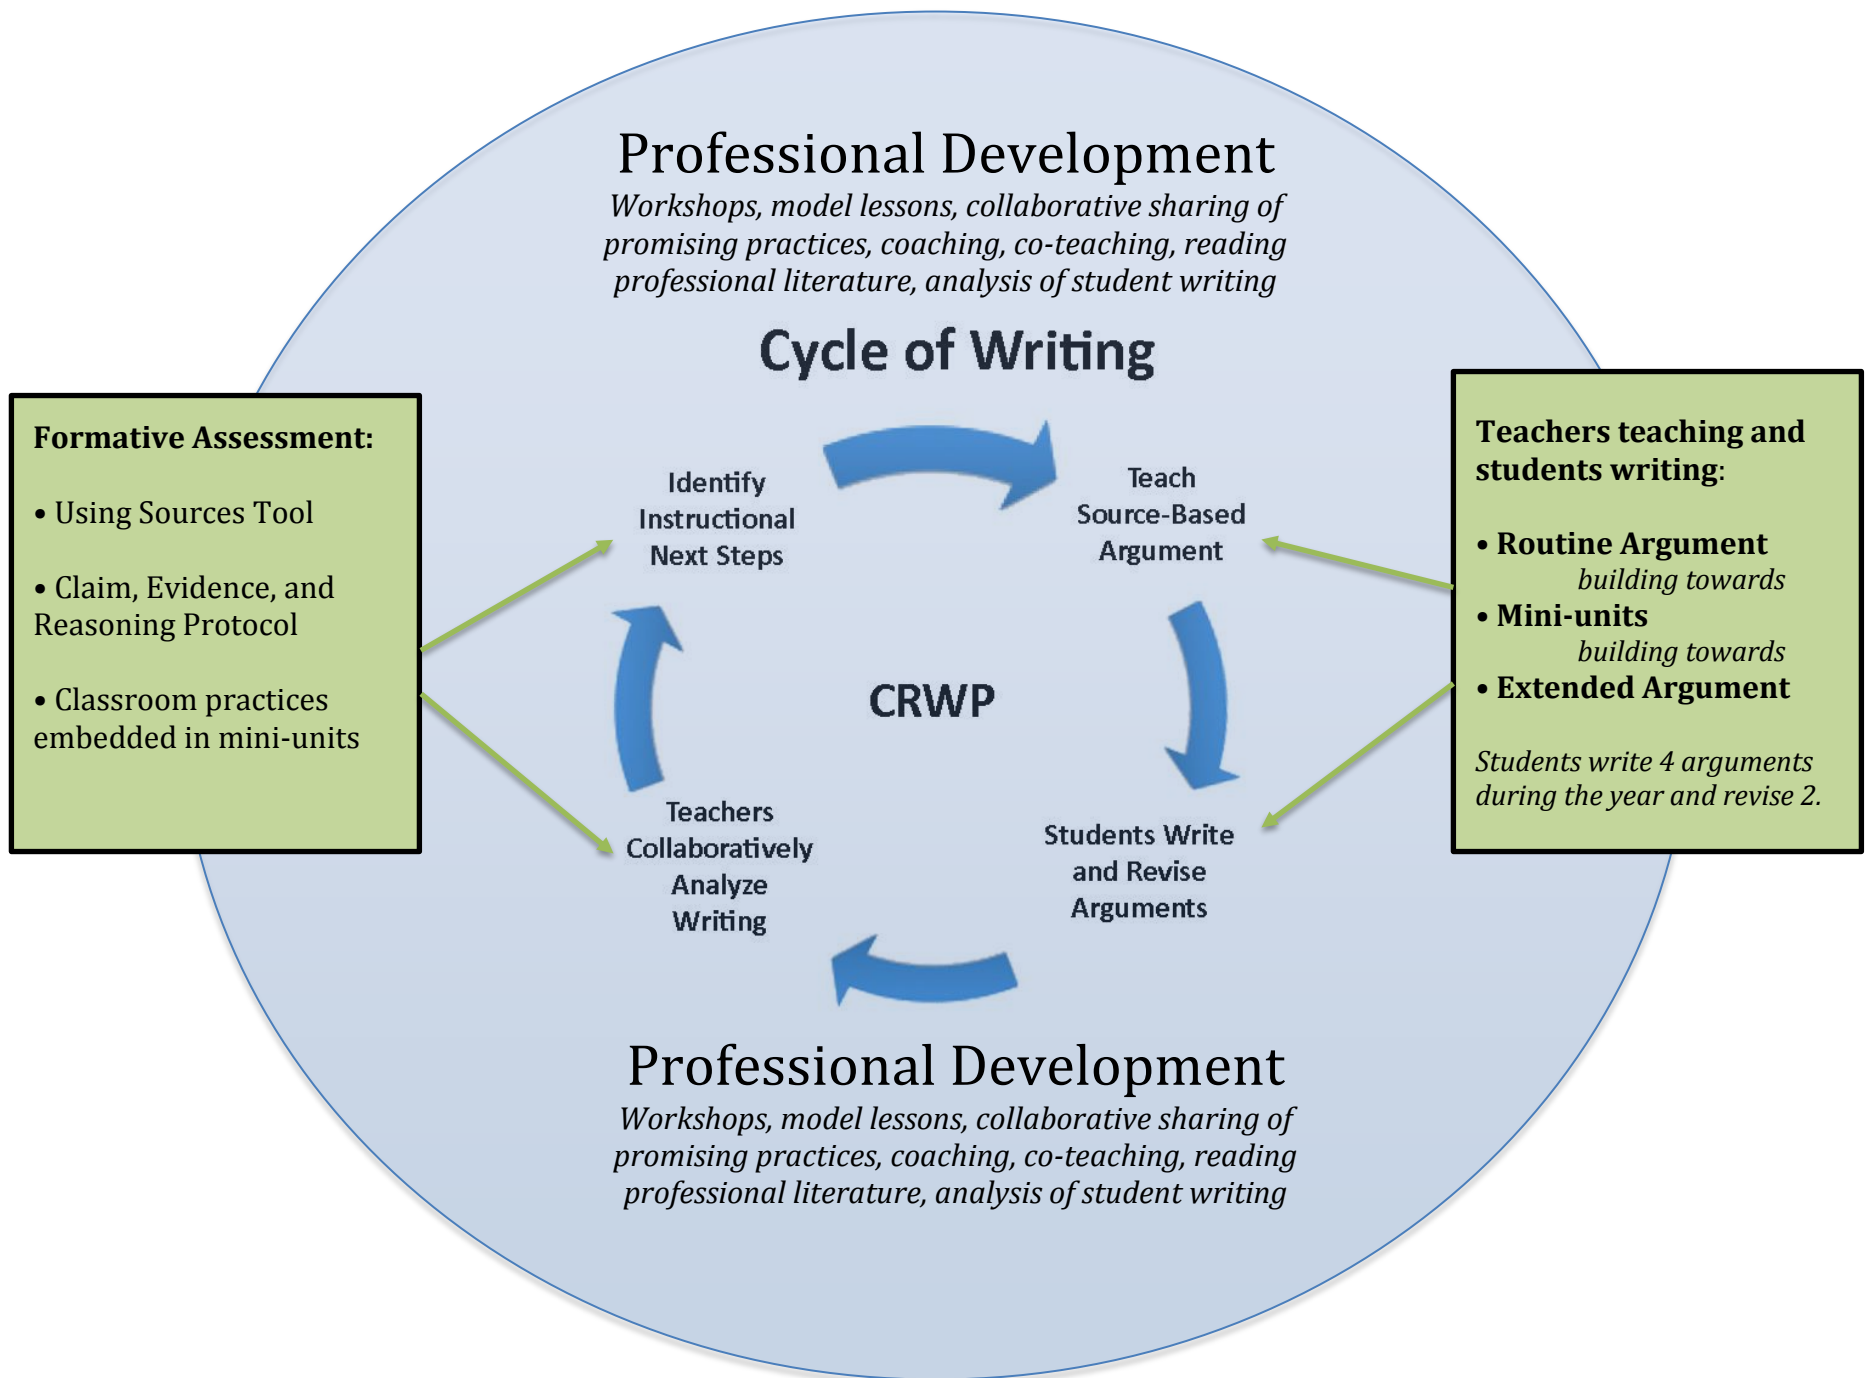 Professional Development
Workshops, model lessons, collaborative sharing of
promising practices, coaching, co-teaching, reading
professional literature, analysis of student writing
Cycle of Writing
Formative Assessment:
• Using Sources Tool
• Claim, Evidence, and
Reasoning Protocol
• Classroom practices
embedded in mini-units
Identify
Instructional
Next Steps
Teach
Source-Based
Argument
CRWP
Teachers
Collaboratively
Analyze
Writing
Students Write
and Revise
Arguments
Teachers teaching and
students writing:
• Routine Argument
building towards
• Mini-units
building towards
• Extended Argument
Students write 4 arguments
during the year and revise 2.
Professional Development
Workshops, model lessons, collaborative sharing of
promising practices, coaching, co-teaching, reading
professional literature, analysis of student writing